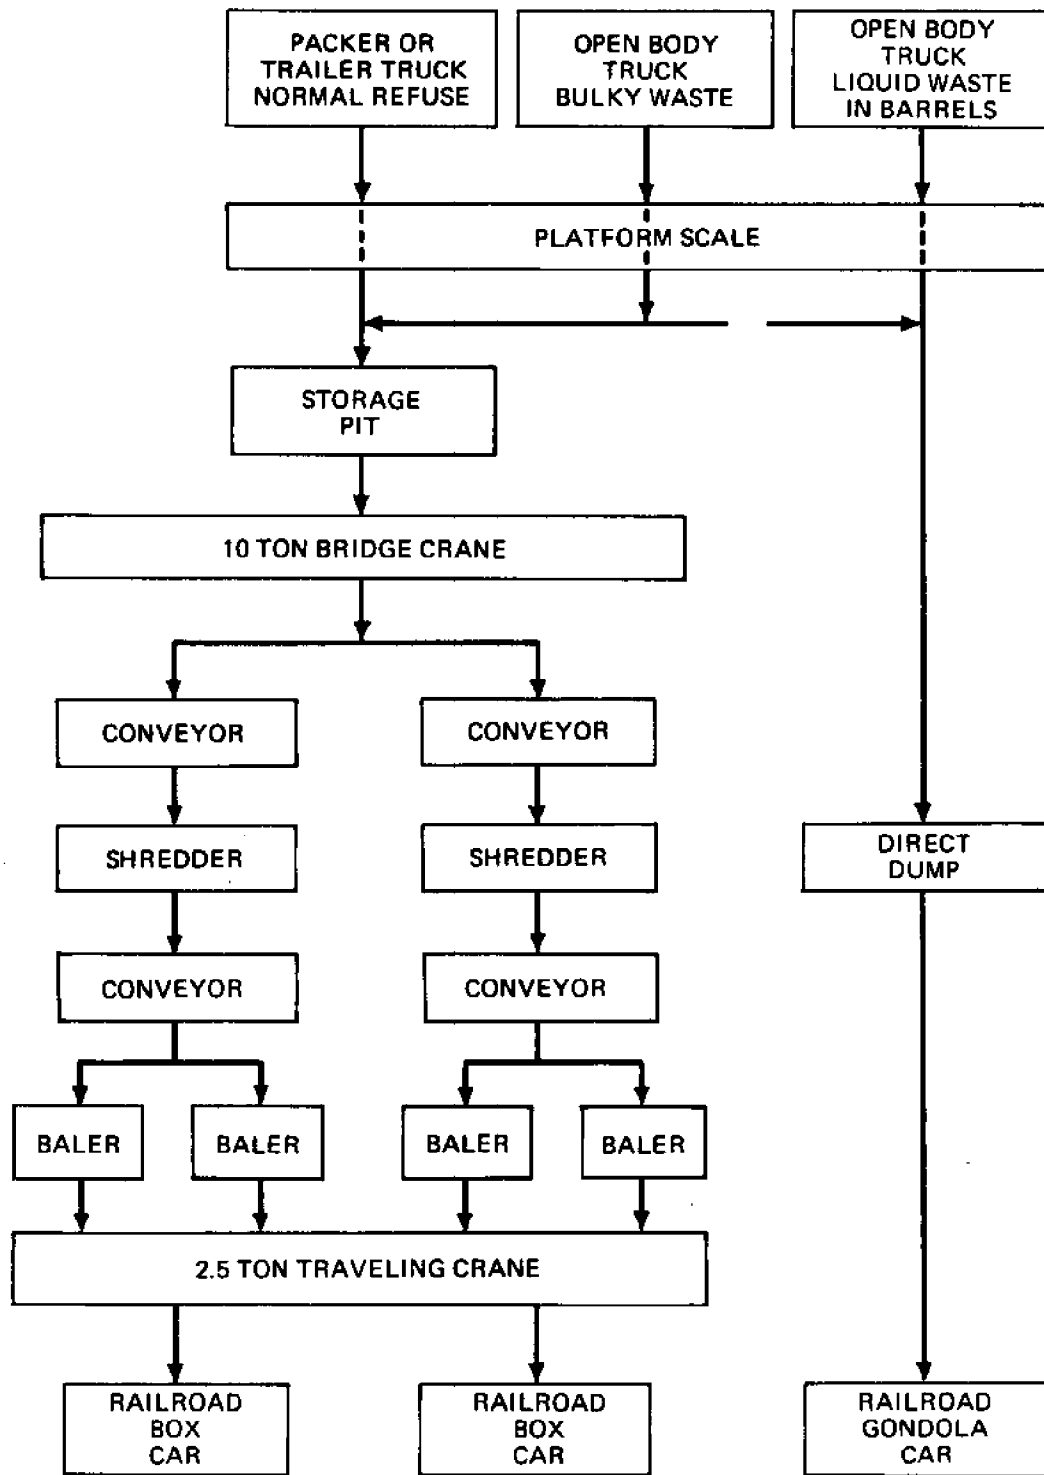 PACKER OR
TRAILER TRUCK
NORMAL REFUSE
OPEN BODY
TRUCK
BULKY WASTE
OPEN BODY
TRUCK
LIQUID WASTE
IN BARRELS
PLATFORM SCALE
STORAGE
PIT
10 TON BRIDGE CRANE
CONVEYOR
CONVEYOR
SHREDDER
SHREDDER
DIRECT
DUMP
CONVEYOR
CONVEYOR
BALER
BALER
BALER
BALER
2.5 TON TRAVELING CRANE
RAILROAD
BOX
CAR
RAILROAD
BOX
CAR
RAILROAD
GONDOLA
CAR